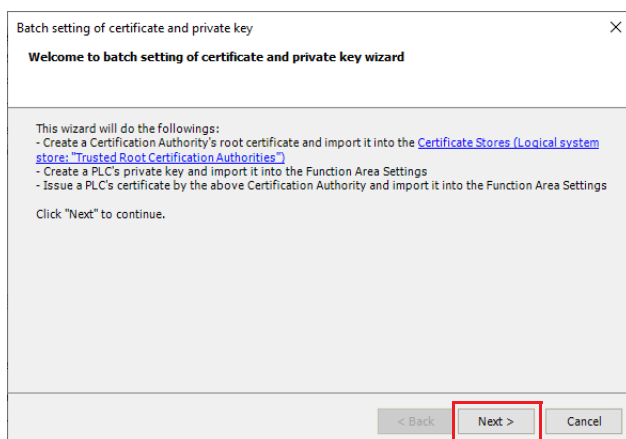 Batch setting of certificate and private key
Welcome to batch setting of certificate and private key wizard
This wizard will do the followings:
- Create a Certification Authority's root certificate and import it into the Certificate Stores (Logical system
store: "Trusted Root Certification Authorities")
- Create a PLC's private key and import it into the Function Area Settings
- Issue a PLC's certificate by the above Certification Authority and import it into the Function Area Settings
Click "Next" to continue.
< Back Next > Cancel